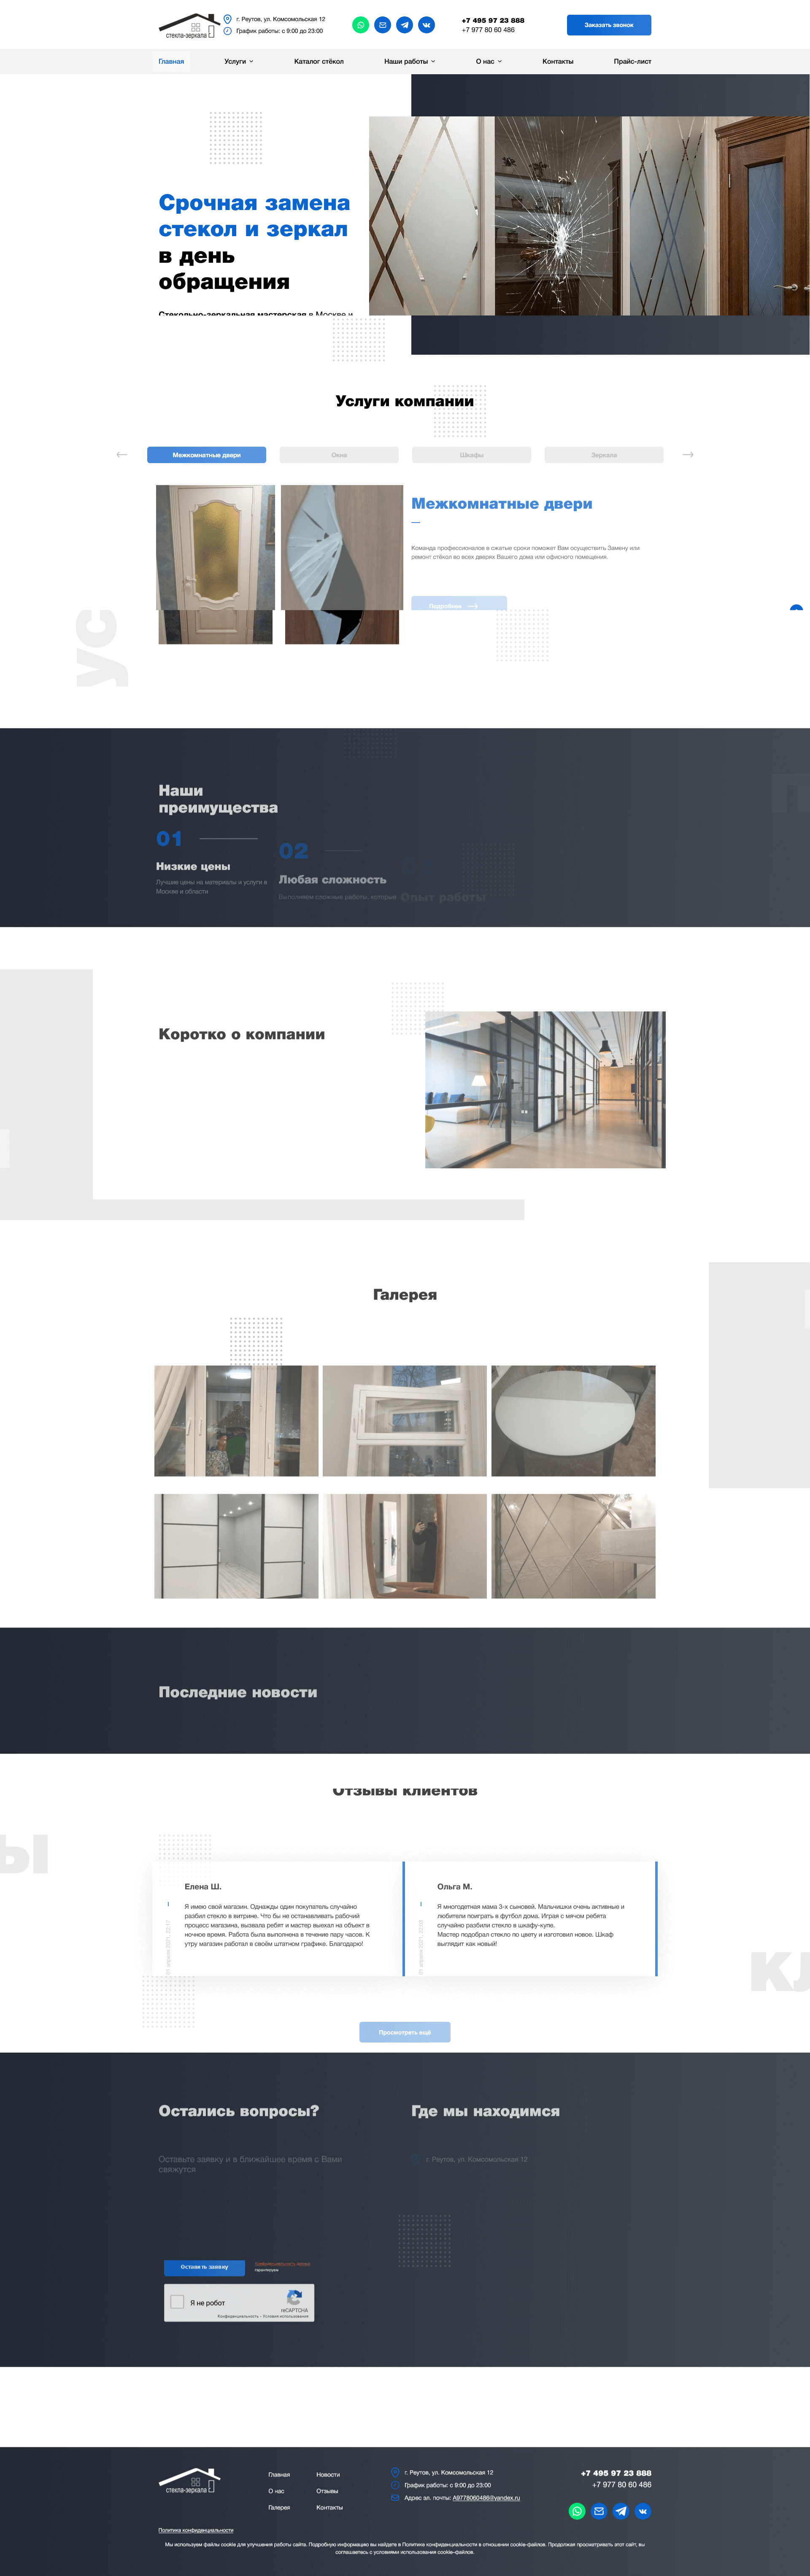 стекла-зеркала
г. Реутов, ул. Комсомольская 12
График работы: с 9:00 до 23:00
+7 495 97 23 888
+7 977 80 60 486
Заказать звонок
Главная
Услуги
Каталог стёкол
Наши работы
О нас
Контакты
Прайс-лист
Срочная замена
стекол и зеркал
в день
обращения
Стекольно-зеркальная мастерская в Москве и
Услуги компании
Межкомнатные двери
Окна
Шкафы
Зеркала
Межкомнатные двери
Команда профессионалов в сжатые сроки поможет Вам осуществить Замену или
ремонт стёкол во всех дверях Вашего дома или офисного помещения.
Подробнее
ус
Наши
преимущества
п
01
Низкие цены
Лучшие цены на материалы и услуги в
Москве и области
02
Любая сложность
Выполняем сложные работы, которые
Опыт работы
Коротко о компании
Галерея
Последние новости
Отзывы клиентов
ы
Елена Ш.
Я имею свой магазин. Однажды один покупатель случайно
разбил стекло в витрине. Что бы не останавливать рабочий
процесс магазина, вызвала ребят и мастер выехал на объект в
ночное время. Работа была выполнена в течение пару часов. К
утру магазин работал в своём штатном графике. Благодарю!
Ольга М.
Я многодетная мама 3-х сыновей. Мальчишки очень активные и
любители поиграть в футбол дома. Играя с мячом ребята
случайно разбили стекло в шкафу-купе.
Мастер подобрал стекло по цвету и изготовил новое. Шкаф
выглядит как новый!
кл
Просмотреть ещё
Остались вопросы?
Оставьте заявку и в ближайшее время с Вами
свяжутся
Где мы находимся
г. Реутов, ул. Комсомольская 12
Оставить заявку
Конфиденциальность данных
гарантируем
Я не робот
reCAPTCHA
Конфиденциальность - Условия использования
стекла-зеркала
Главная
О нас
Галерея
Новости
Отзывы
Контакты
г. Реутов, ул. Комсомольская 12
График работы: с 9:00 до 23:00
Адрес эл. почты: A9778060486@yandex.ru
+7 495 97 23 888
+7 977 80 60 486
Политика конфиденциальности
Мы используем файлы cookie для улучшения работы сайта. Подробную информацию вы найдете в Политика конфиденциальности в отношении cookie-файлов. Продолжая просматривать этот сайт, вы
соглашаетесь с условиями использования cookie-файлов.